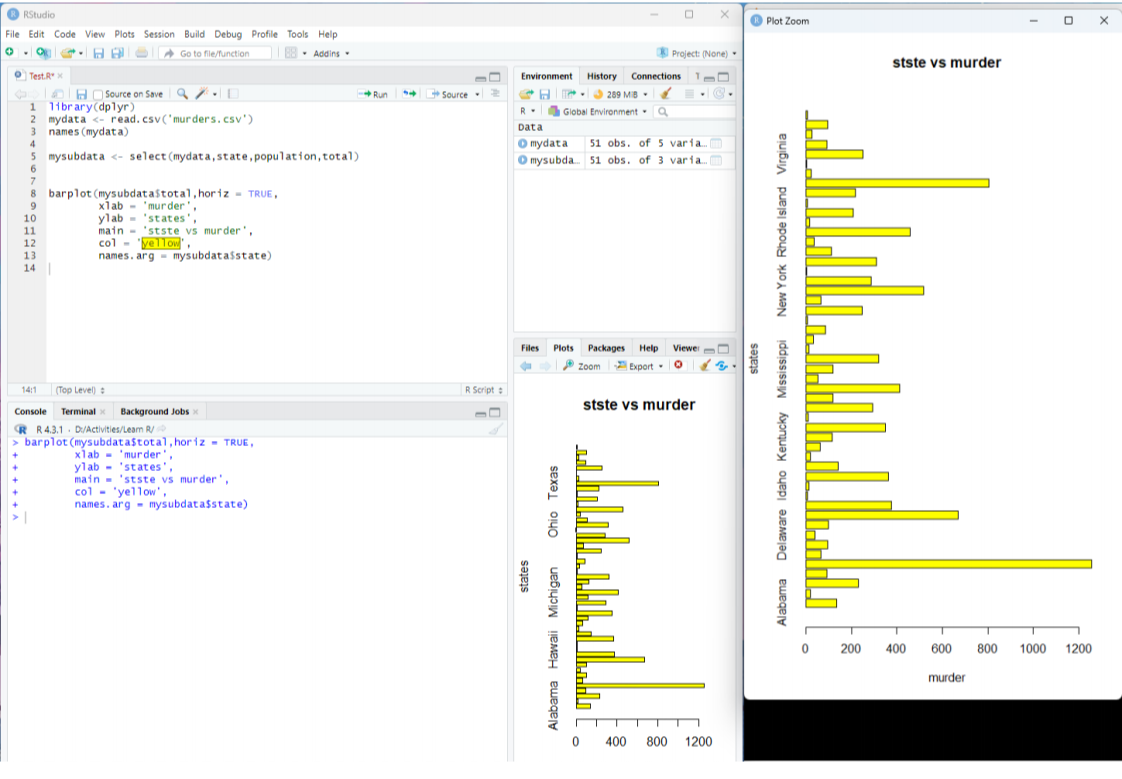 RStudio
File Edit Code View Plots Session Build Debug Profile Tools Help
Go to file/function
Addins
Project: (None)
Test.R*
Source on Save
Run
Source
1 library(dplyr)
2 mydata <- read.csv('murders.csv')
3 names(mydata)
4
5 mysubdata <- select(mydata,state,population,total)
6
7
8 barplot(mysubdata$total,horiz = TRUE,
9 xlab = 'murder',
10 ylab = 'states',
11 main = 'stste vs murder',
12 col = 'yellow',
13 names.arg = mysubdata$state)
14
14:1 (Top Level) R Script
Console Terminal Background Jobs
R 4.3.1 · D:/Activities/Learn R/
> barplot(mysubdata$total,horiz = TRUE,
+ xlab = 'murder',
+ ylab = 'states',
+ main = 'stste vs murder',
+ col = 'yellow',
+ names.arg = mysubdata$state)
>
Environment History Connections T
289 MiB
R Global Environment
Data
mydata 51 obs. of 5 varia…
mysubda… 51 obs. of 3 varia…
Files Plots Packages Help Viewer
Zoom Export
stste vs murder
states
Texas
Ohio
Michigan
Hawaii
Alabama
0 400 800 1200
Plot Zoom
stste vs murder
states
Virginia
Rhode Island
New York
Mississippi
Kentucky
Idaho
Delaware
Alabama
0 200 400 600 800 1000 1200
murder